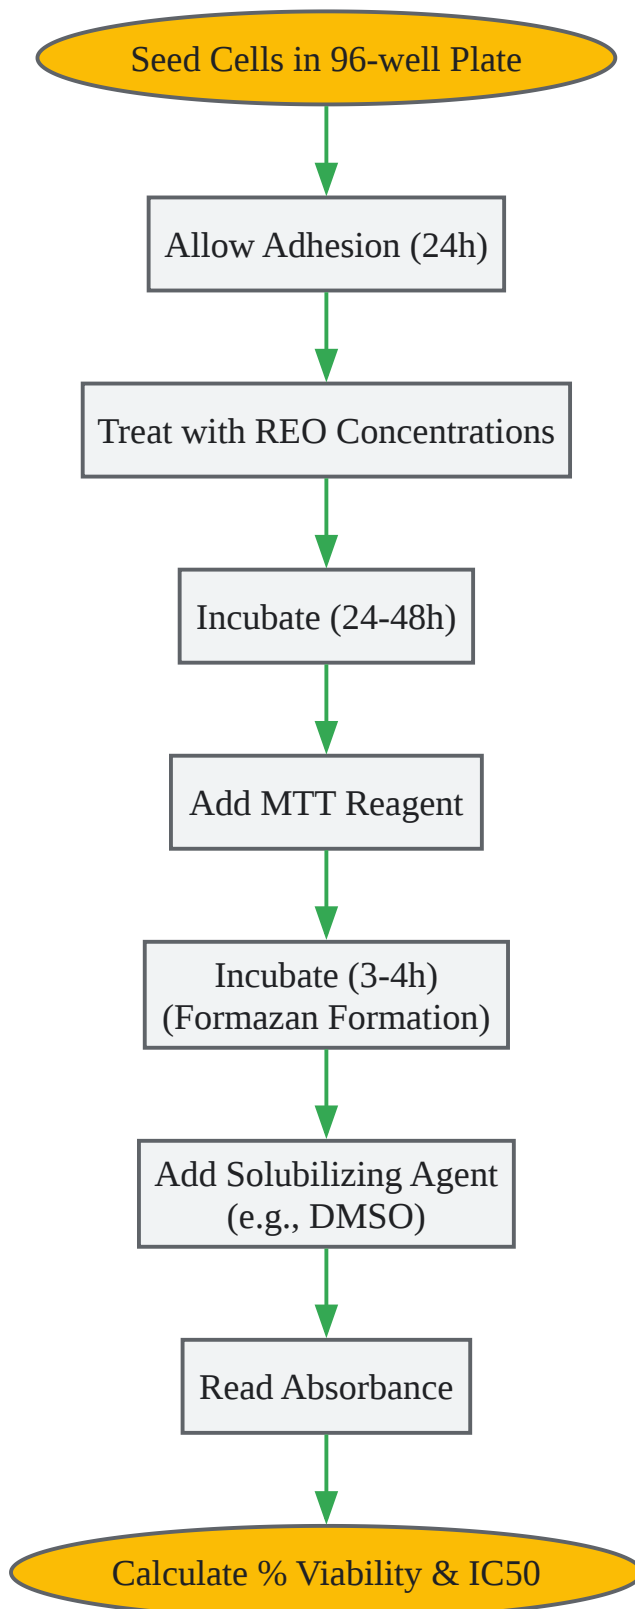 Seed Cells in 96-well Plate
Allow Adhesion (24h)
Treat with REO Concentrations
Incubate (24-48h)
Add MTT Reagent
Incubate (3-4h)
(Formazan Formation)
Add Solubilizing Agent
(e.g., DMSO)
Read Absorbance
Calculate % Viability & IC50